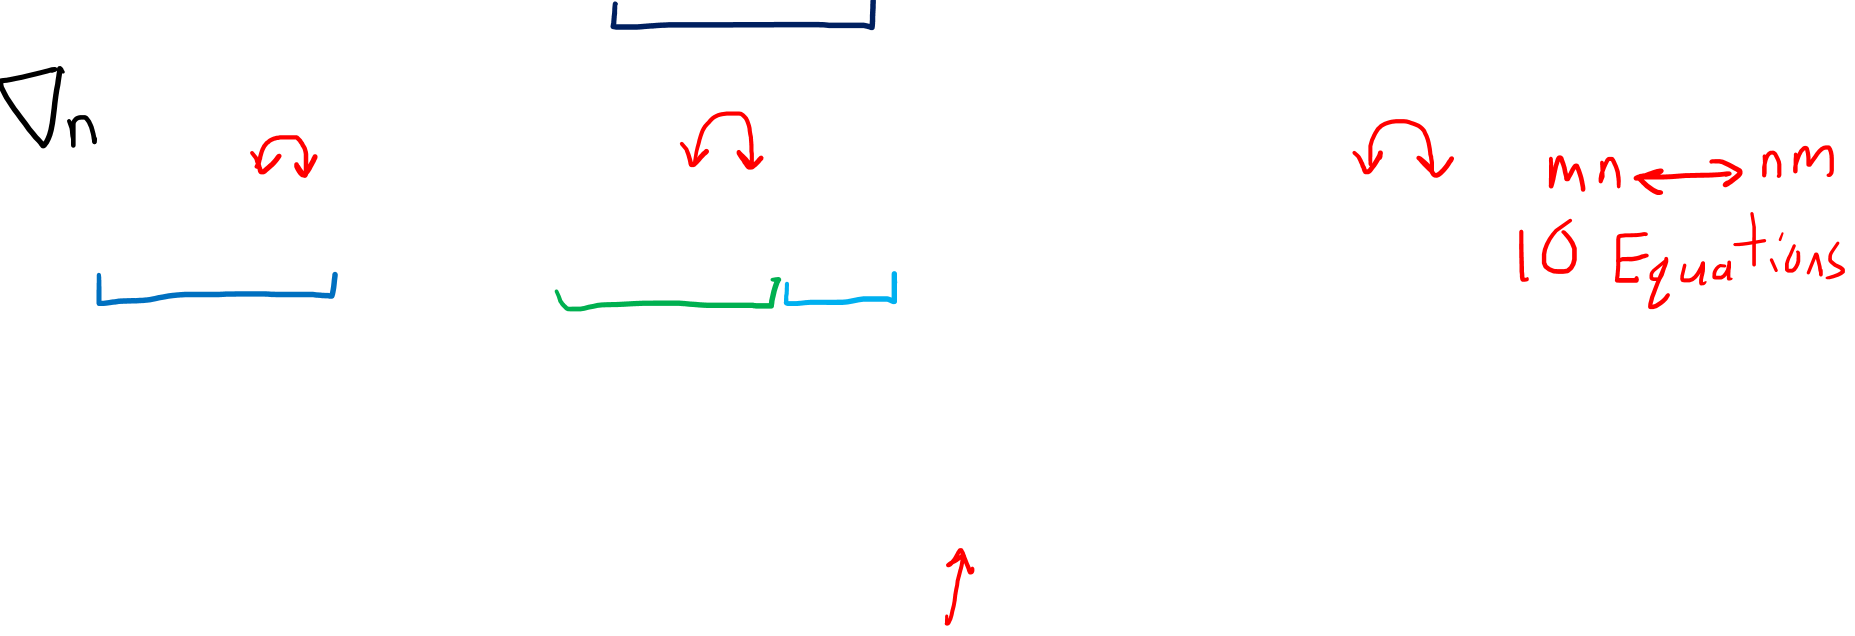 ∇n
mn ↔ nm
10 Equations